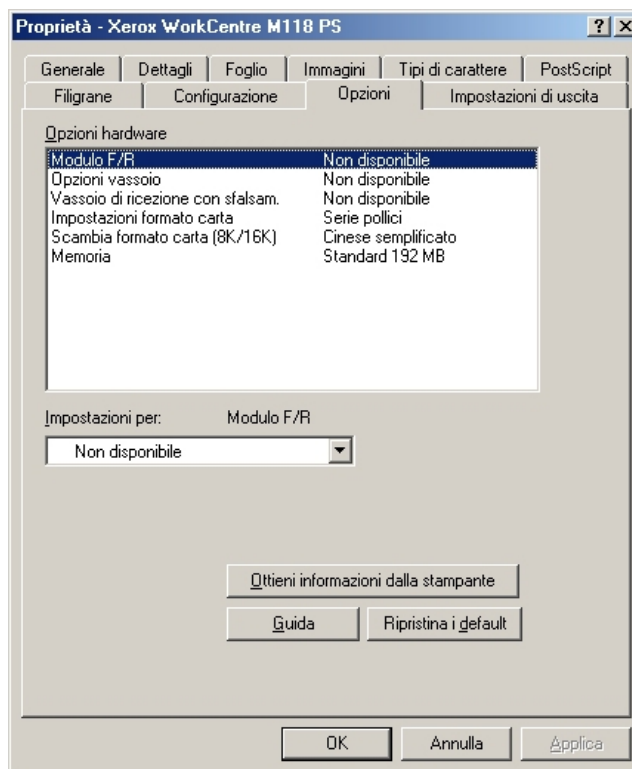 Proprietà - Xerox WorkCentre M118 PS
Generale Dettagli Foglio Immagini Tipi di carattere PostScript
Filigrane Configurazione Opzioni Impostazioni di uscita
Opzioni hardware
Modulo F/R Non disponibile
Opzioni vassoio Non disponibile
Vassoio di ricezione con sfalsam. Non disponibile
Impostazioni formato carta Serie pollici
Scambia formato carta (8K/16K) Cinese semplificato
Memoria Standard 192 MB
Impostazioni per: Modulo F/R
Non disponibile
Ottieni informazioni dalla stampante
Guida Ripristina i default
OK Annulla Applica